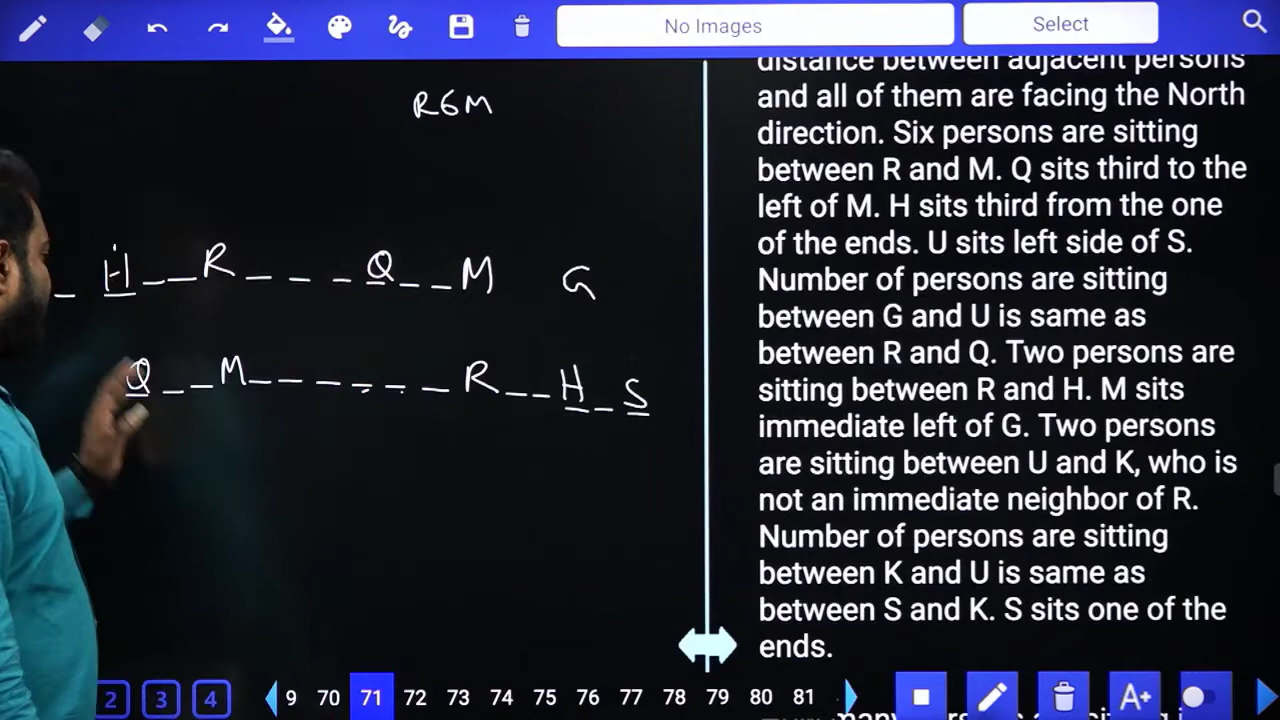 No Images
Select
R6M
H _ _ R _ _ _ Q _ _ M G
Q _ _ M _ _ _ _ _ _ R _ _ H _ S
distance between adjacent persons
and all of them are facing the North
direction. Six persons are sitting
between R and M. Q sits third to the
left of M. H sits third from the one
of the ends. U sits left side of S.
Number of persons are sitting
between G and U is same as
between R and Q. Two persons are
sitting between R and H. M sits
immediate left of G. Two persons
are sitting between U and K, who is
not an immediate neighbor of R.
Number of persons are sitting
between K and U is same as
between S and K. S sits one of the
ends.
2 3 4 9 70 71 72 73 74 75 76 77 78 79 80 81
A+